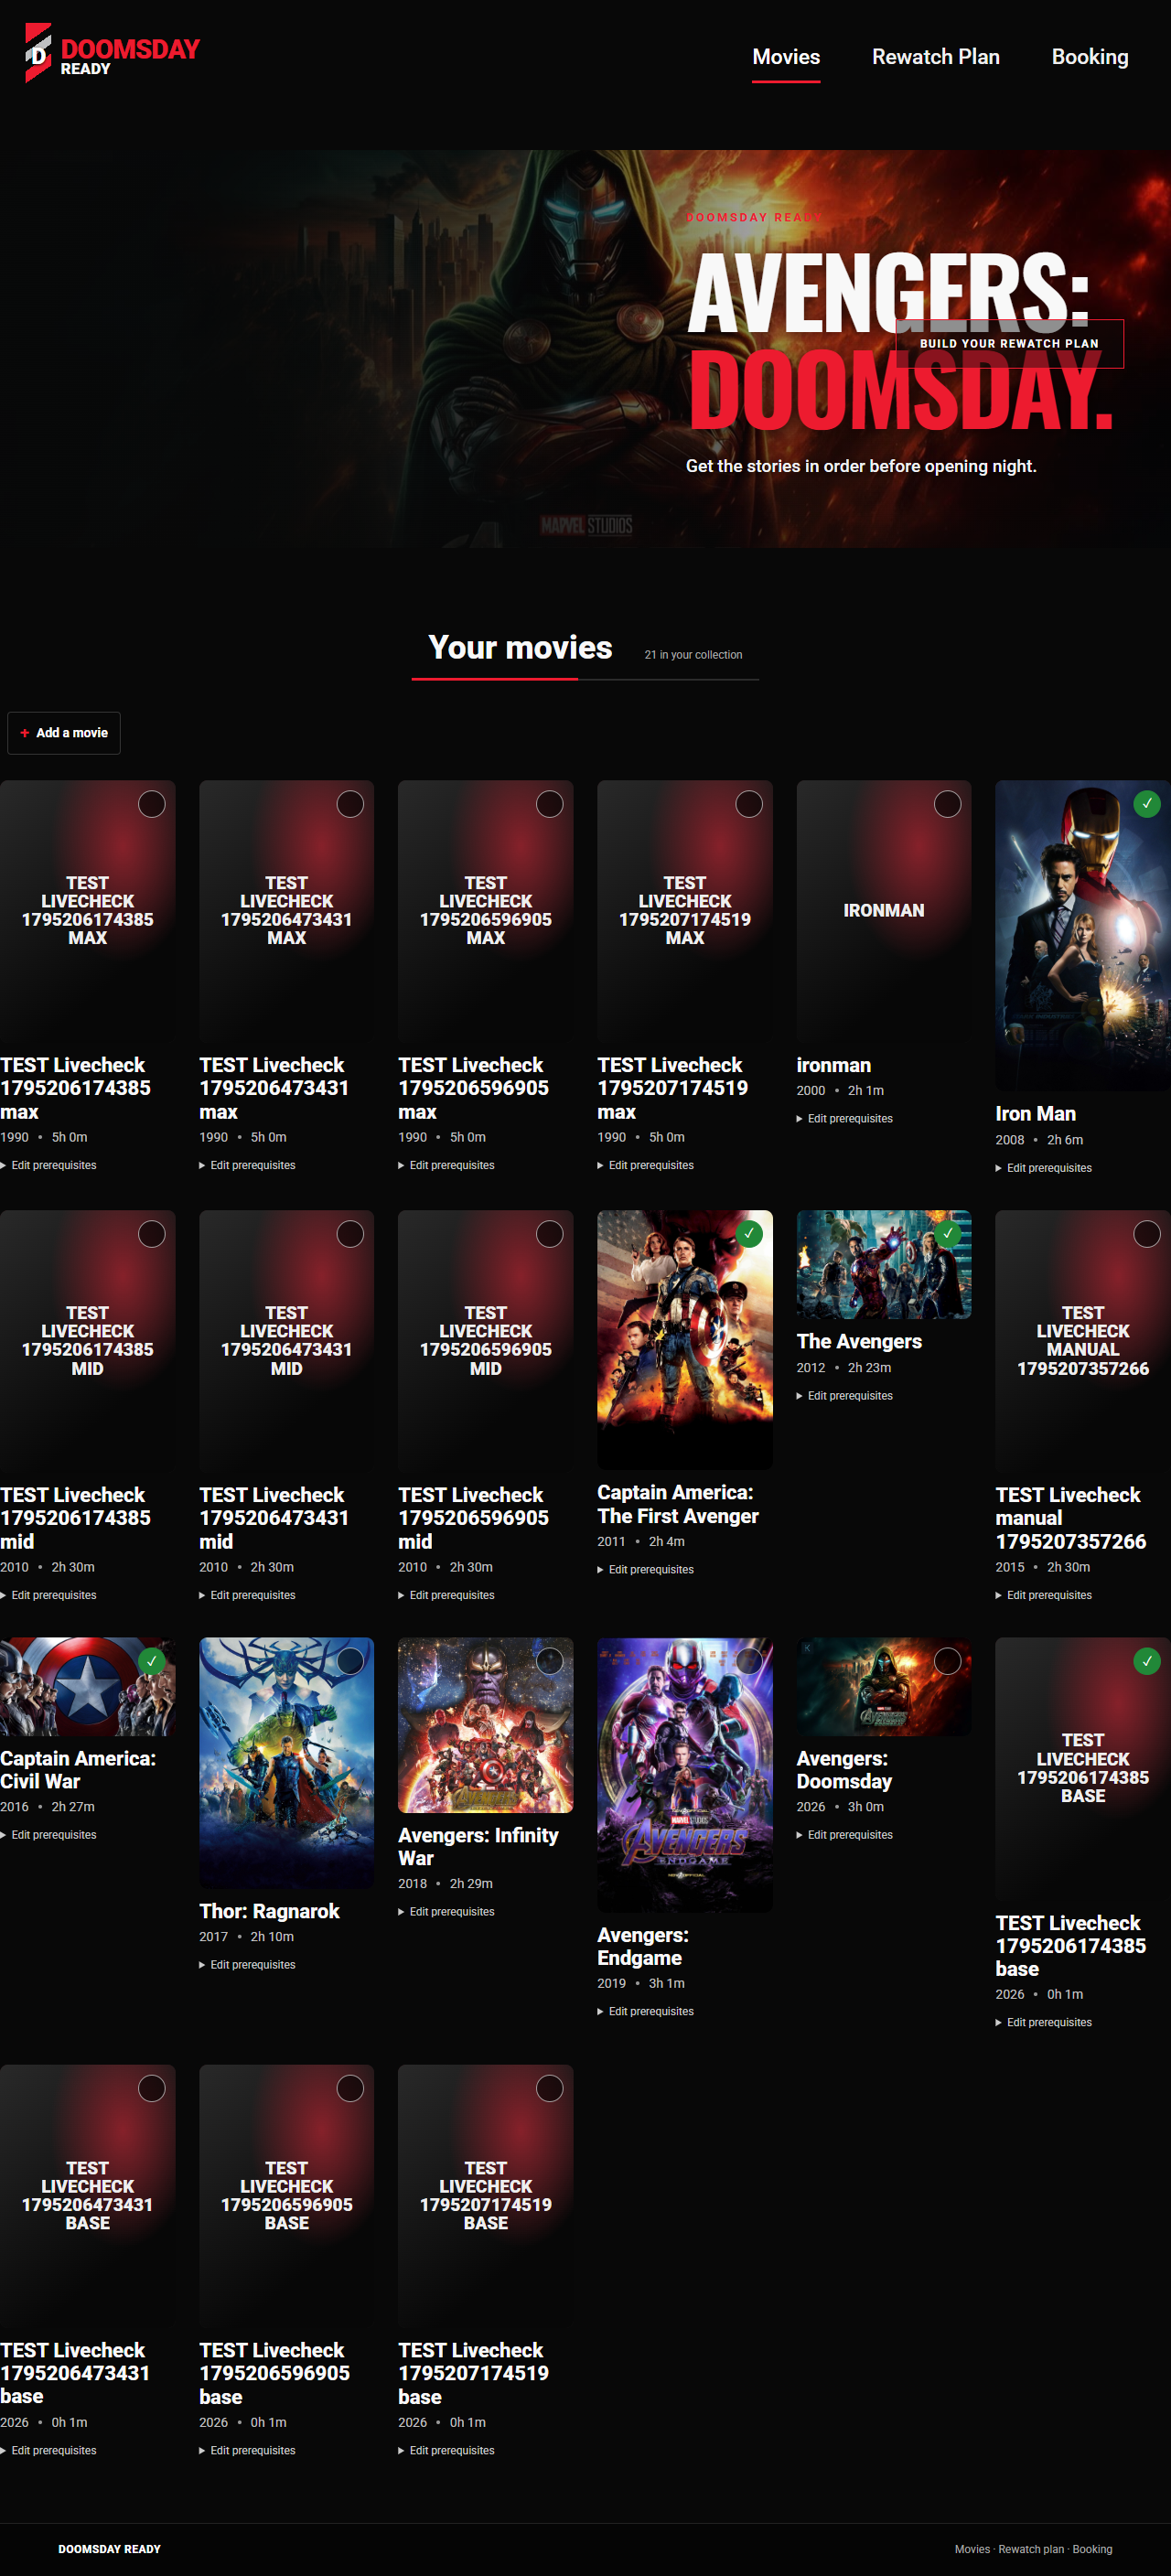 D DOOMSDAY
READY
Movies Rewatch Plan Booking
DOOMSDAY READY
AVENGERS:
BUILD YOUR REWATCH PLAN
DOOMSDAY.
Get the stories in order before opening night.
MARVEL STUDIOS
Your movies 21 in your collection
+ Add a movie
TEST
LIVECHECK
1795206174385
MAX
TEST Livecheck
1795206174385
max
1990 • 5h 0m
Edit prerequisites
TEST
LIVECHECK
1795206473431
MAX
TEST Livecheck
1795206473431
max
1990 • 5h 0m
Edit prerequisites
TEST
LIVECHECK
1795206596905
MAX
TEST Livecheck
1795206596905
max
1990 • 5h 0m
Edit prerequisites
TEST
LIVECHECK
1795207174519
MAX
TEST Livecheck
1795207174519
max
1990 • 5h 0m
Edit prerequisites
IRONMAN
ironman
2000 • 2h 1m
Edit prerequisites
Iron Man
2008 • 2h 6m
Edit prerequisites
TEST
LIVECHECK
1795206174385
MID
TEST Livecheck
1795206174385
mid
2010 • 2h 30m
Edit prerequisites
TEST
LIVECHECK
1795206473431
MID
TEST Livecheck
1795206473431
mid
2010 • 2h 30m
Edit prerequisites
TEST
LIVECHECK
1795206596905
MID
TEST Livecheck
1795206596905
mid
2010 • 2h 30m
Edit prerequisites
Captain America:
The First Avenger
2011 • 2h 4m
Edit prerequisites
The Avengers
2012 • 2h 23m
Edit prerequisites
TEST
LIVECHECK
MANUAL
1795207357266
TEST Livecheck
manual
1795207357266
2015 • 2h 30m
Edit prerequisites
Captain America:
Civil War
2016 • 2h 27m
Edit prerequisites
Thor: Ragnarok
2017 • 2h 10m
Edit prerequisites
Avengers: Infinity
War
2018 • 2h 29m
Edit prerequisites
MARVEL STUDIOS
AVENGERS
ENDGAME
Avengers:
Endgame
2019 • 3h 1m
Edit prerequisites
Avengers:
Doomsday
2026 • 3h 0m
Edit prerequisites
TEST
LIVECHECK
1795206174385
BASE
TEST Livecheck
1795206174385
base
2026 • 0h 1m
Edit prerequisites
TEST
LIVECHECK
1795206473431
BASE
TEST Livecheck
1795206473431
base
2026 • 0h 1m
Edit prerequisites
TEST
LIVECHECK
1795206596905
BASE
TEST Livecheck
1795206596905
base
2026 • 0h 1m
Edit prerequisites
TEST
LIVECHECK
1795207174519
BASE
TEST Livecheck
1795207174519
base
2026 • 0h 1m
Edit prerequisites
DOOMSDAY READY
Movies · Rewatch plan · Booking